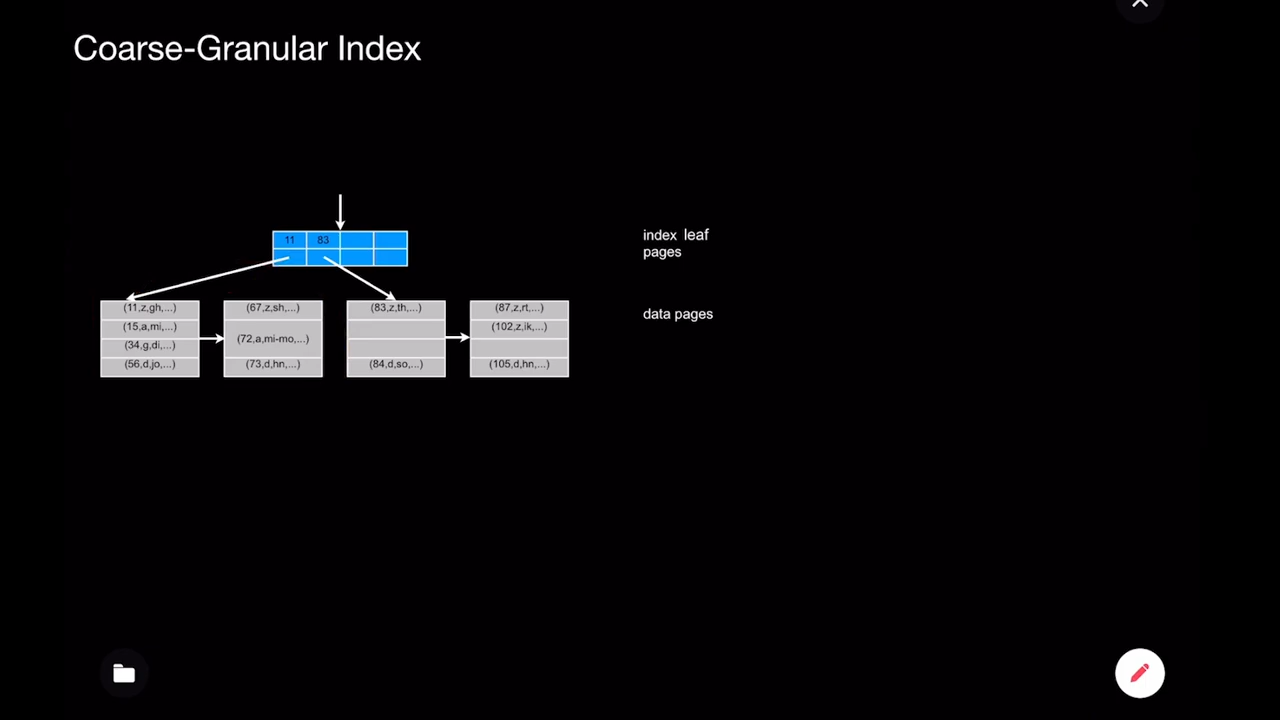 Coarse-Granular Index
11 83
index leaf
pages
(11,z,gh,...)
(15,a,mi,...)
(34,g,di,...)
(56,d,jo,...)
(67,z,sh,...)
(72,a,mi-mo,...)
(73,d,hn,...)
(83,z,th,...)
(84,d,so,...)
(87,z,rt,...)
(102,z,ik,...)
(105,d,hn,...)
data pages